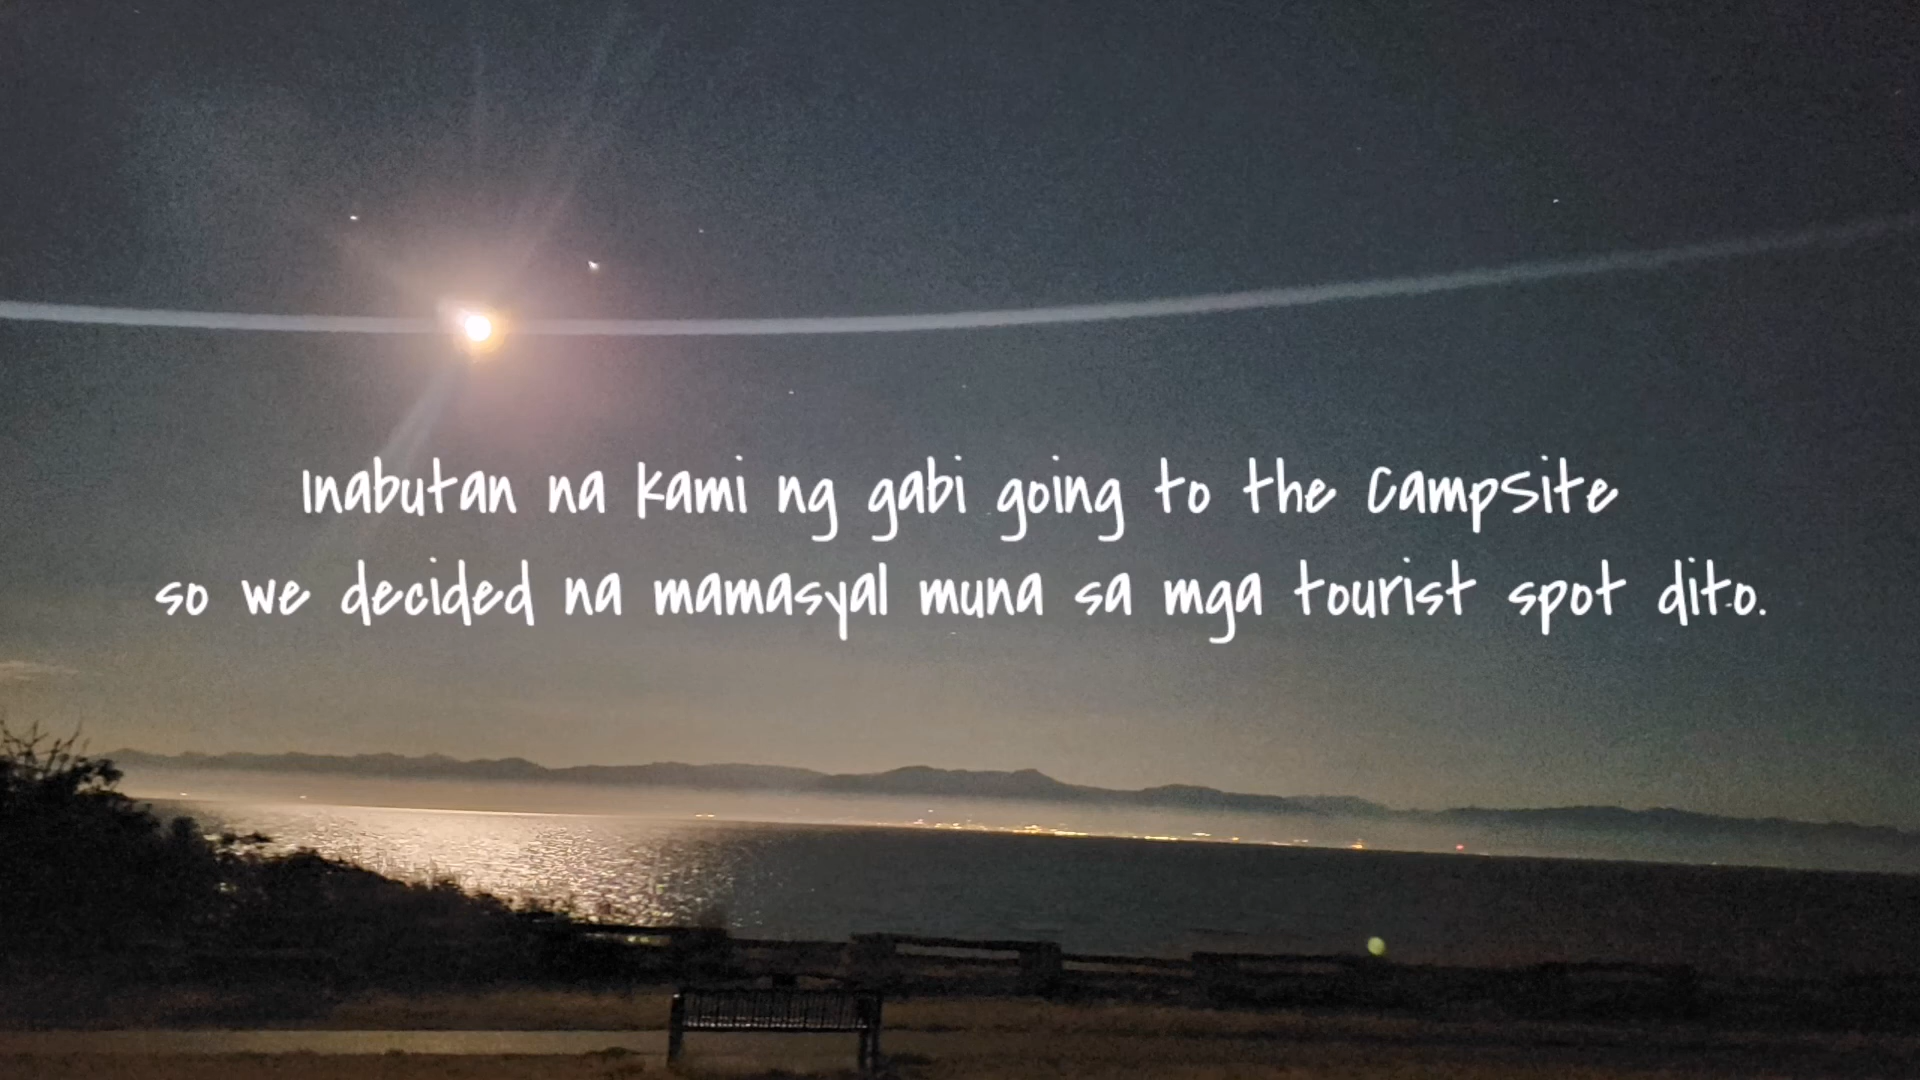 Inabutan na kami ng gabi going to the CampSite
so we decided na mamasyal muna sa mga tourist spot dito.